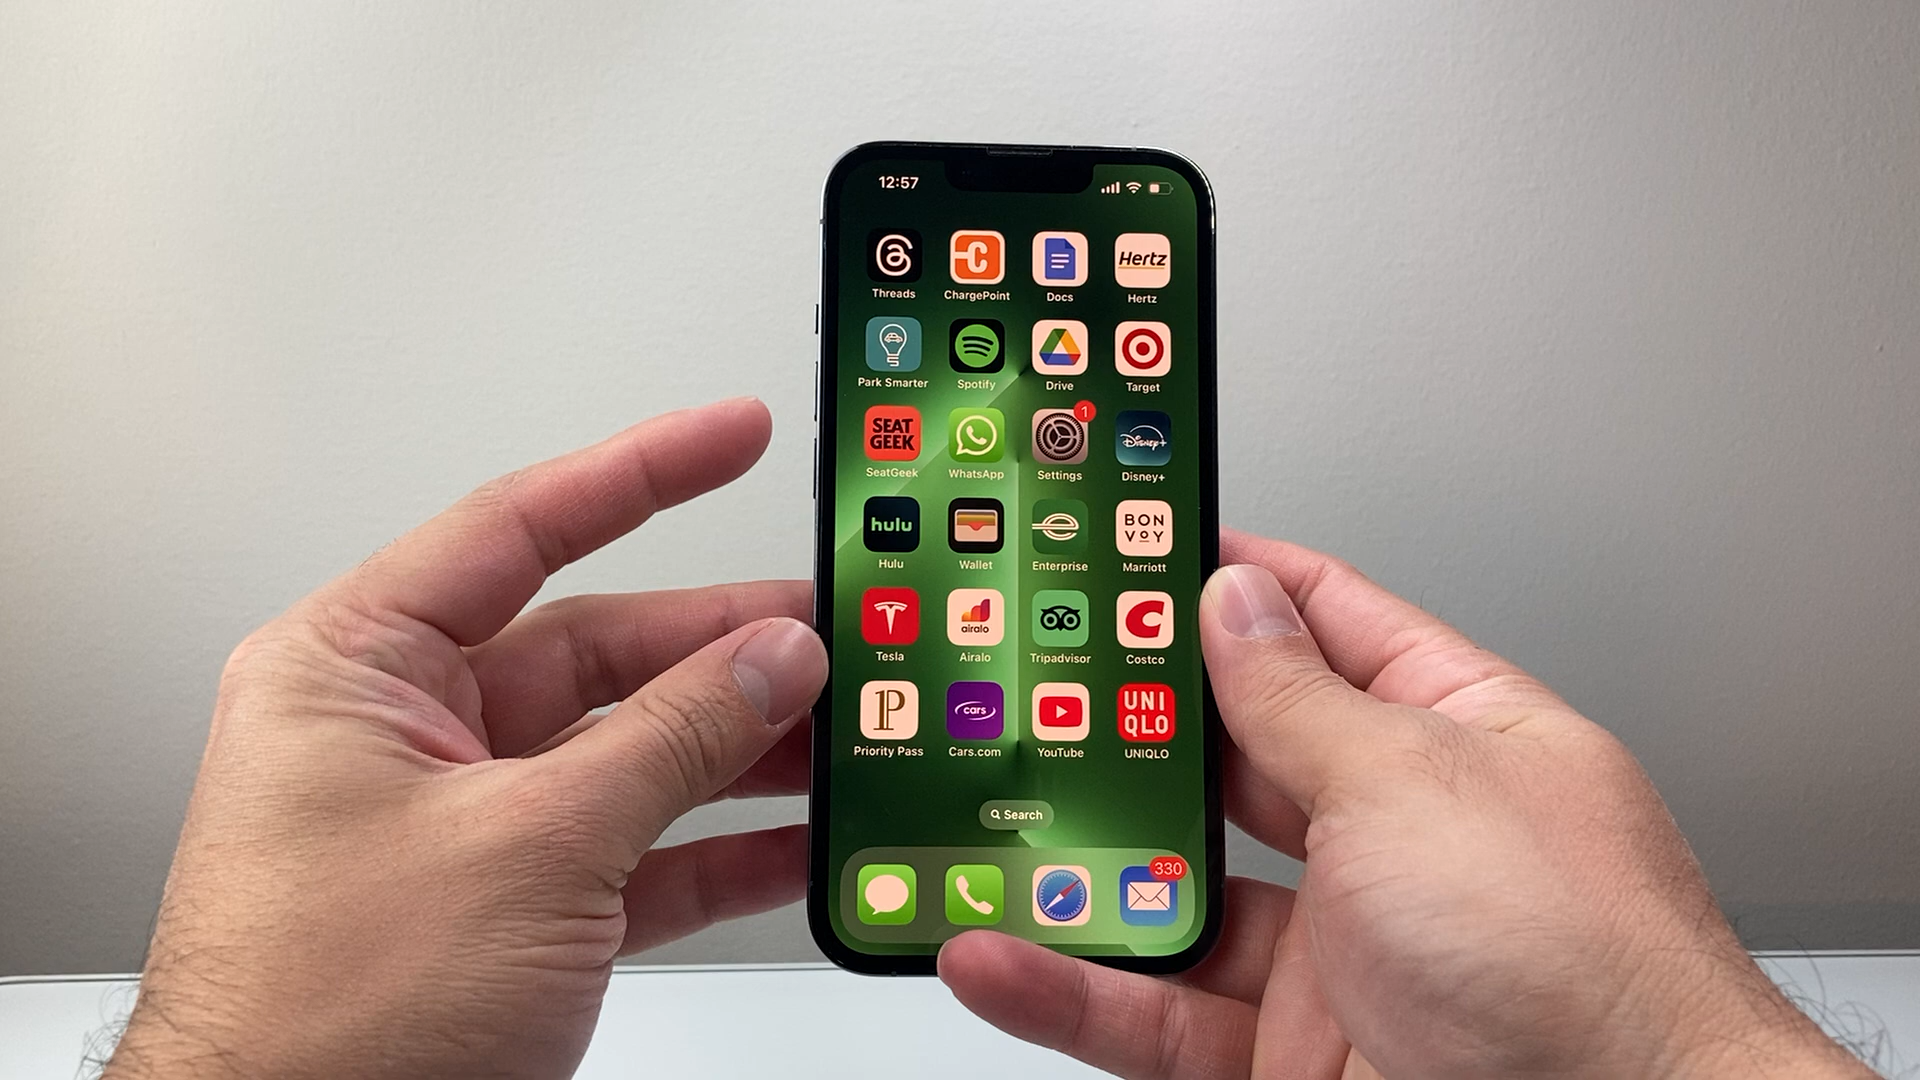 12:57
Threads ChargePoint Docs Hertz
Hertz
Park Smarter Spotify Drive Target
SEAT
GEEK
1
Disney+
SeatGeek WhatsApp Settings Disney+
hulu
BON
VOY
Hulu Wallet Enterprise Marriott
airalo
Tesla Airalo Tripadvisor Costco
P
cars
UNI
QLO
Priority Pass Cars.com YouTube UNIQLO
Search
330